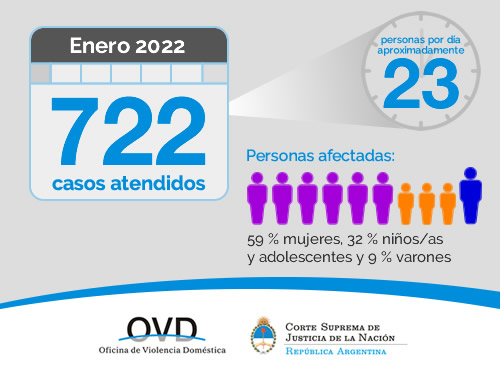 Enero 2022
722
casos atendidos
personas por día
aproximadamente
23
Personas afectadas:
59 % mujeres, 32 % niños/as
y adolescentes y 9 % varones
OVD
Oficina de Violencia Doméstica
CORTE SUPREMA DE
JUSTICIA DE LA NACIÓN
REPÚBLICA ARGENTINA